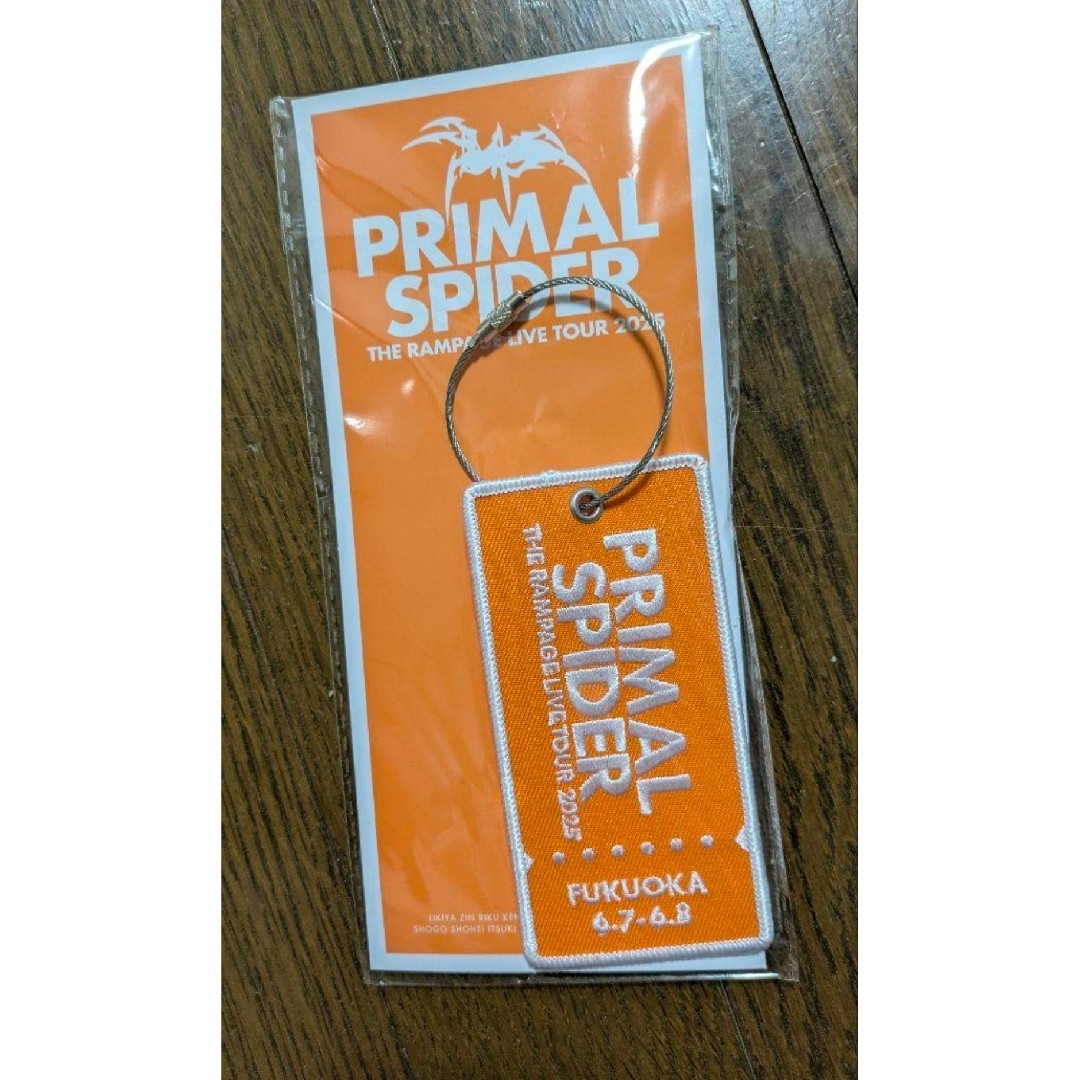 PRIMAL
SPIDER
THE RAMPAGE LIVE TOUR 2025
PRIMAL
SPIDER
THE RAMPAGE LIVE TOUR 2025
FUKUOKA
6.7-6.8
LIKIYA ZIN RIKU
SHOGO SHOHEI ITSUKI